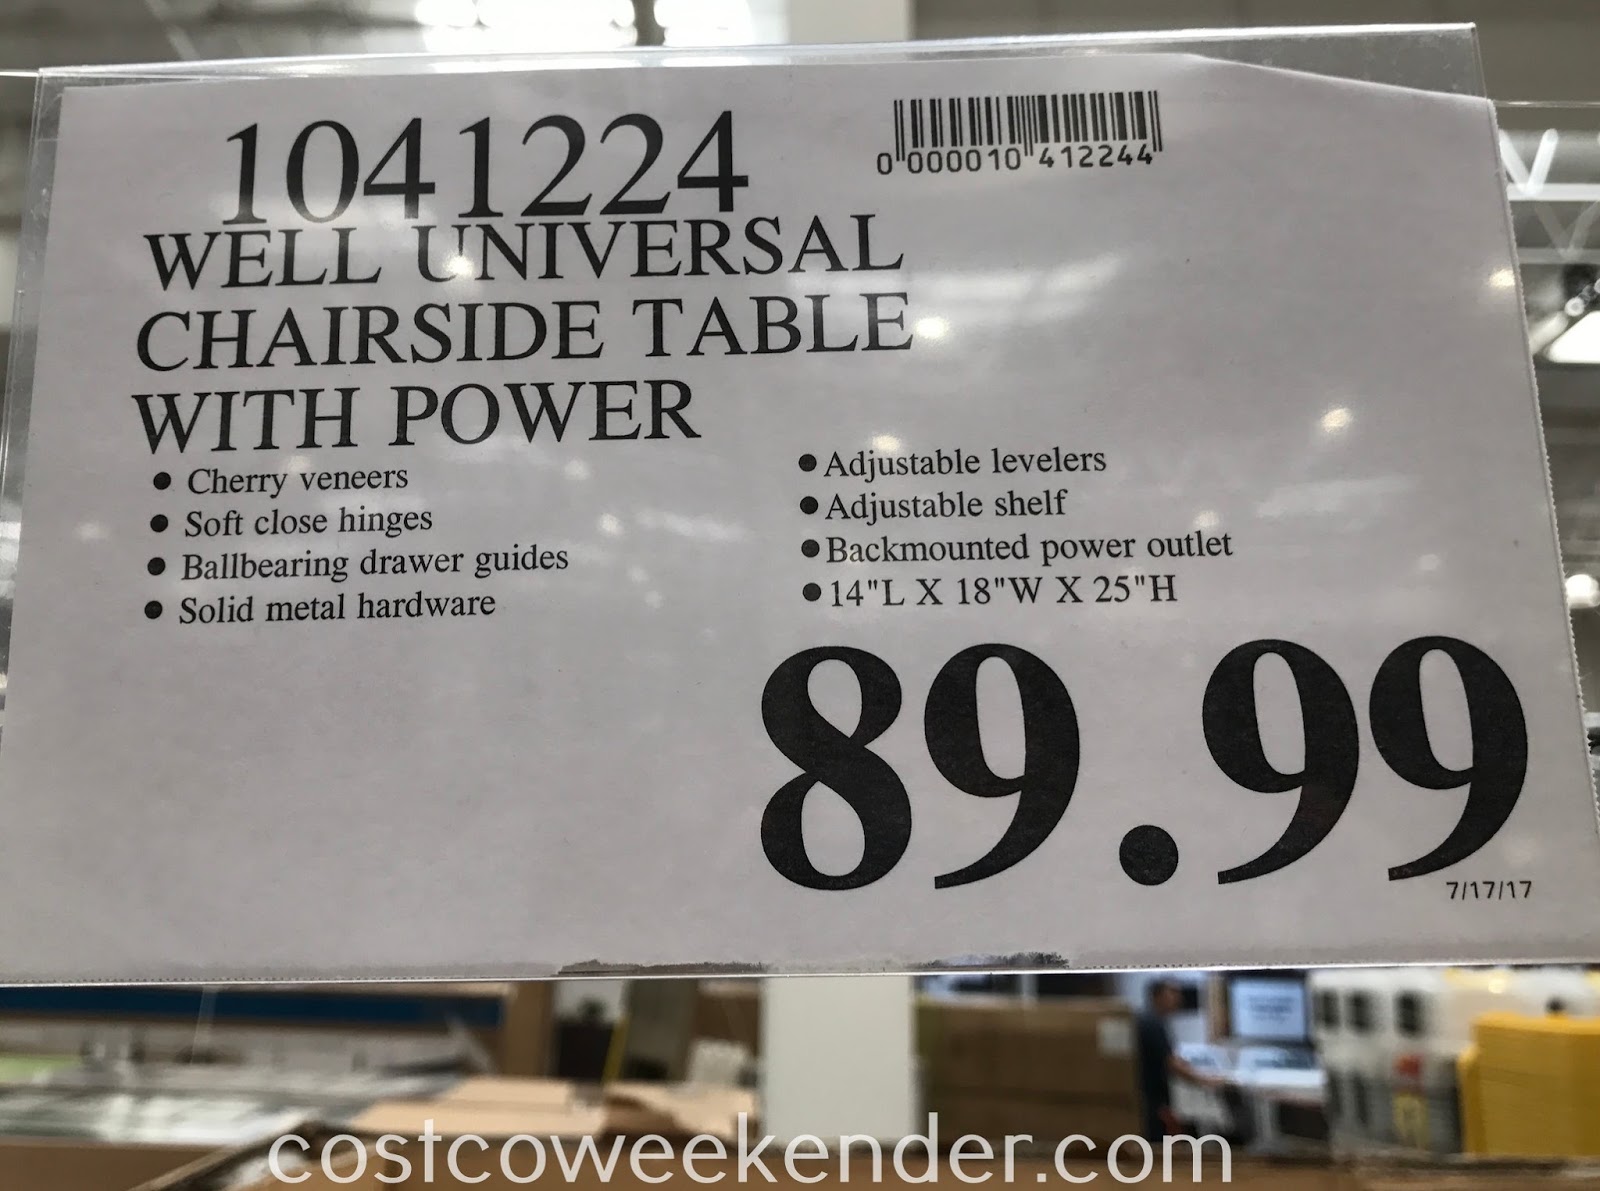 1041224
0 000010 412244
WELL UNIVERSAL
CHAIRSIDE TABLE
WITH POWER
• Cherry veneers
• Soft close hinges
• Ballbearing drawer guides
• Solid metal hardware
• Adjustable levelers
• Adjustable shelf
• Backmounted power outlet
• 14"L X 18"W X 25"H
89.99
7/17/17
costcoweekender.com